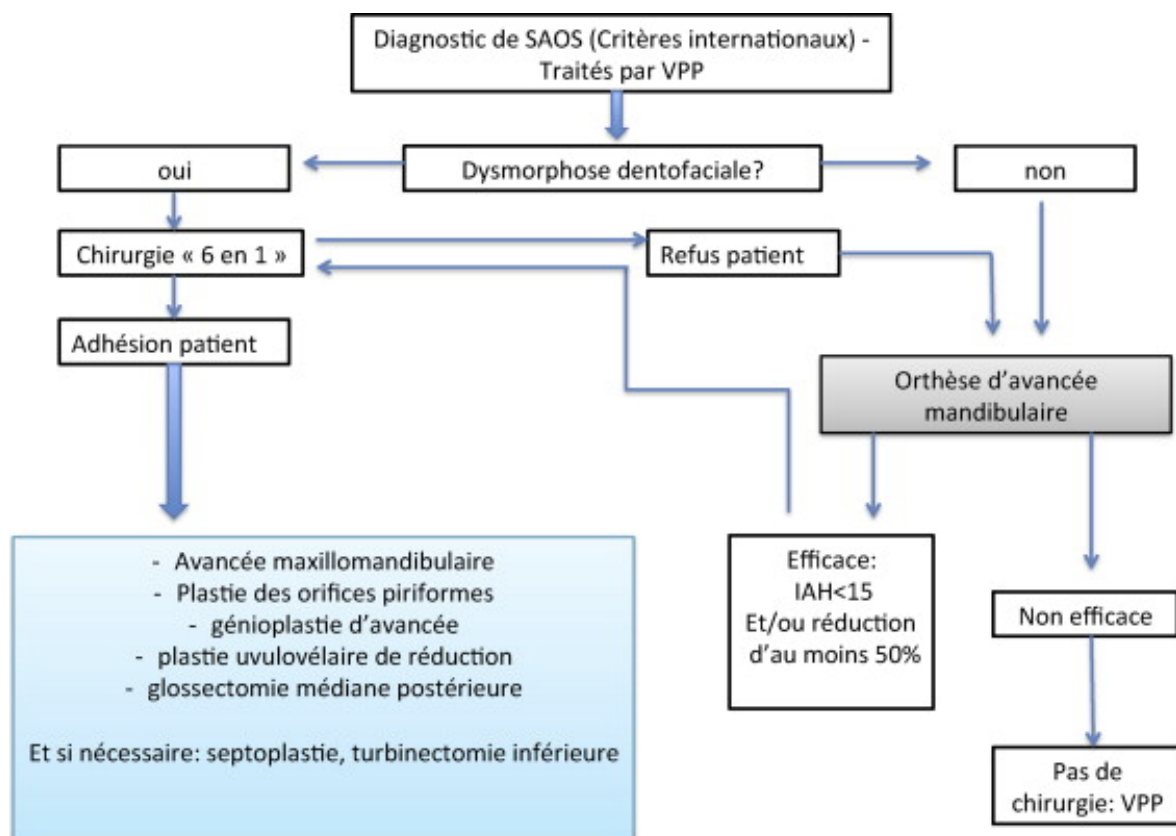 Diagnostic de SAOS (Critères internationaux) -
Traités par VPP
oui
Dysmorphose dentofaciale?
non
Chirurgie « 6 en 1 »
Refus patient
Adhésion patient
Orthèse d’avancée
mandibulaire
- Avancée maxillomandibulaire
- Plastie des orifices piriformes
- génioplastie d’avancée
- plastie uvulovélaire de réduction
- glossectomie médiane postérieure
Et si nécessaire: septoplastie, turbinectomie inférieure
Efficace:
IAH<15
Et/ou réduction
d’au moins 50%
Non efficace
Pas de
chirurgie: VPP